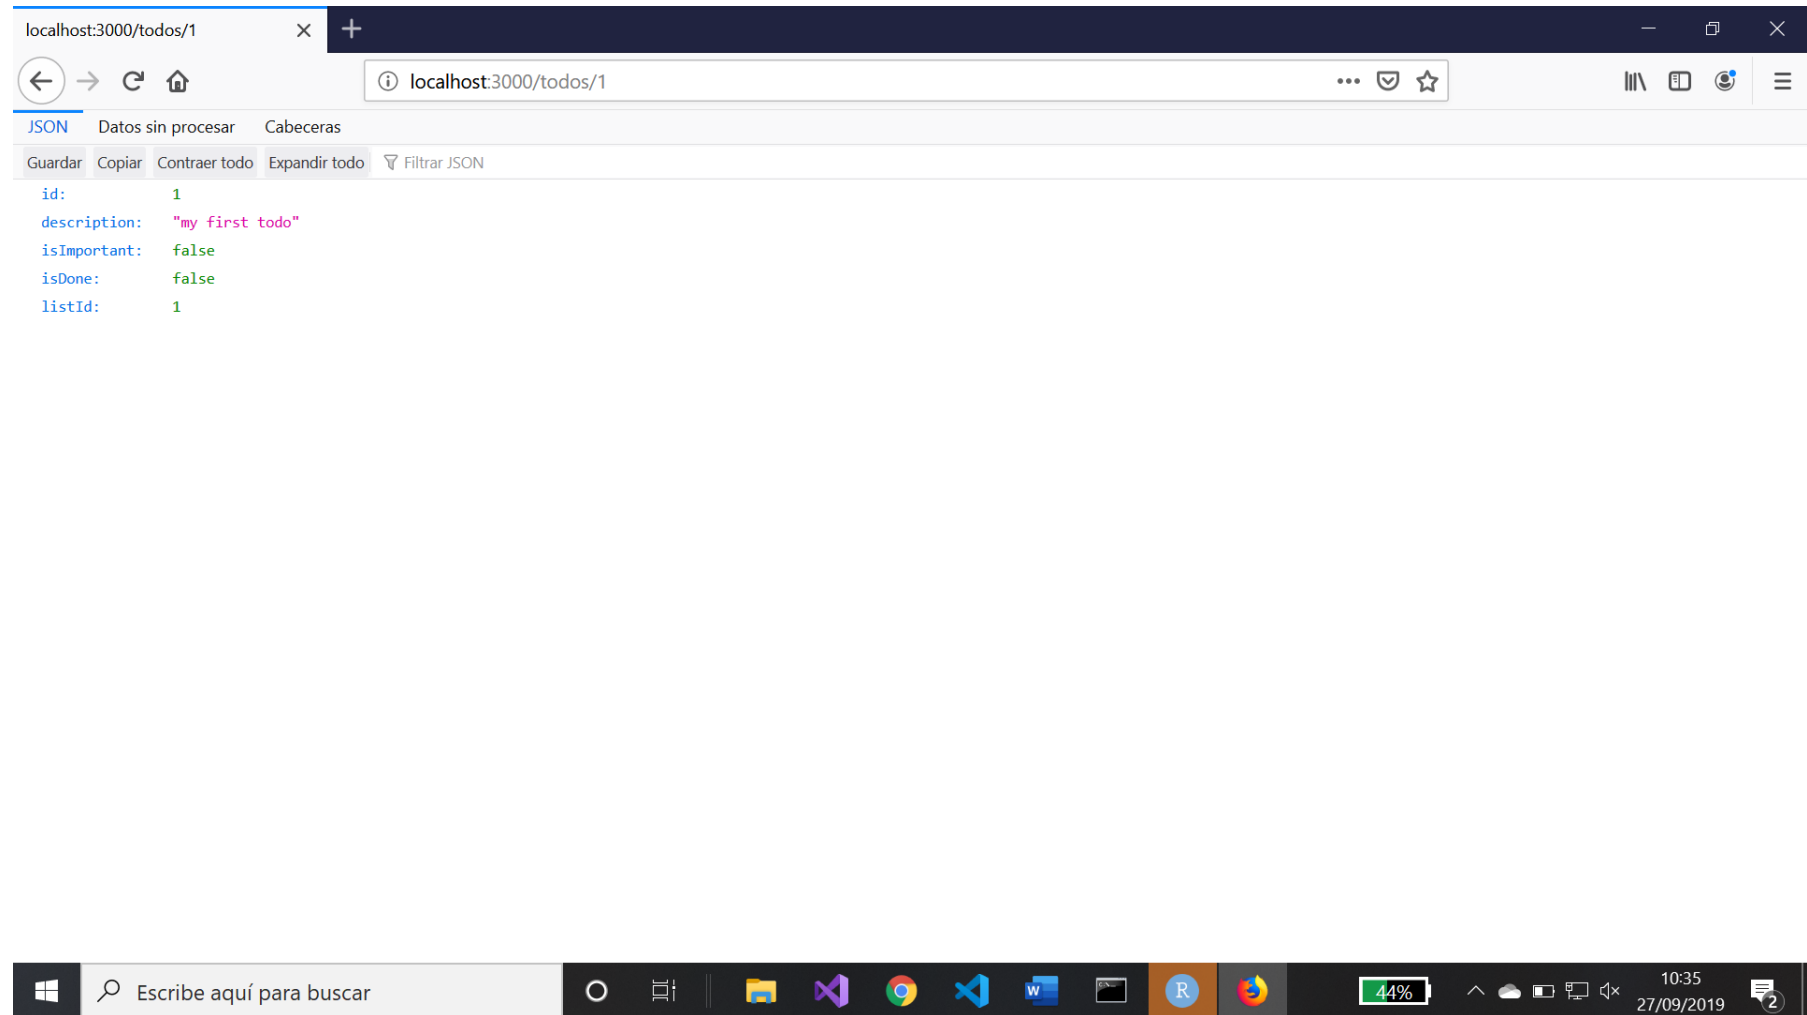 localhost:3000/todos/1
localhost:3000/todos/1
JSON Datos sin procesar Cabeceras
Guardar Copiar Contraer todo Expandir todo Filtrar JSON
id: 1
description: "my first todo"
isImportant: false
isDone: false
listId: 1
Escribe aquí para buscar
W
R
44%
10:35
27/09/2019
2